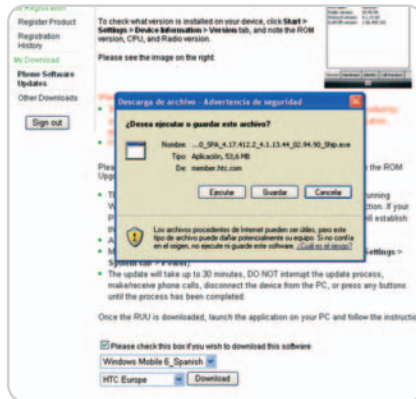 My Registration
Register Product
Registration
History
My Download
Phone Software
Updates
Other Downloads
Sign out
To check what version is installed on your device, click Start >
Settings > Device Information > Version tab, and note the ROM
version, CPU, and Radio version.
Please see the image on the right.
Descarga de archivo - Advertencia de seguridad
¿Desea ejecutar o guardar este archivo?
Nombre: ...0_SPA_4.17.412.2_4.1.13.44_02.94.90_Ship.exe
Tipo: Aplicación, 53,6 MB
De: member.htc.com
Ejecutar Guardar Cancelar
Los archivos procedentes de Internet pueden ser útiles, pero este
tipo de archivo puede dañar potencialmente su equipo. Si no confía
en el origen, no ejecute ni guarde este software. ¿Cuál es el riesgo?
the ROM
running
If your
will establish
Settings >
System tab > Power)
The update will take up to 30 minutes, DO NOT interrupt the update process,
make/receive phone calls, disconnect the device from the PC, or press any buttons
until the process has been completed.
Once the RUU is downloaded, launch the application on your PC and follow the instructio
Please check this box if you wish to download this software
Windows Mobile 6_Spanish
HTC Europe Download